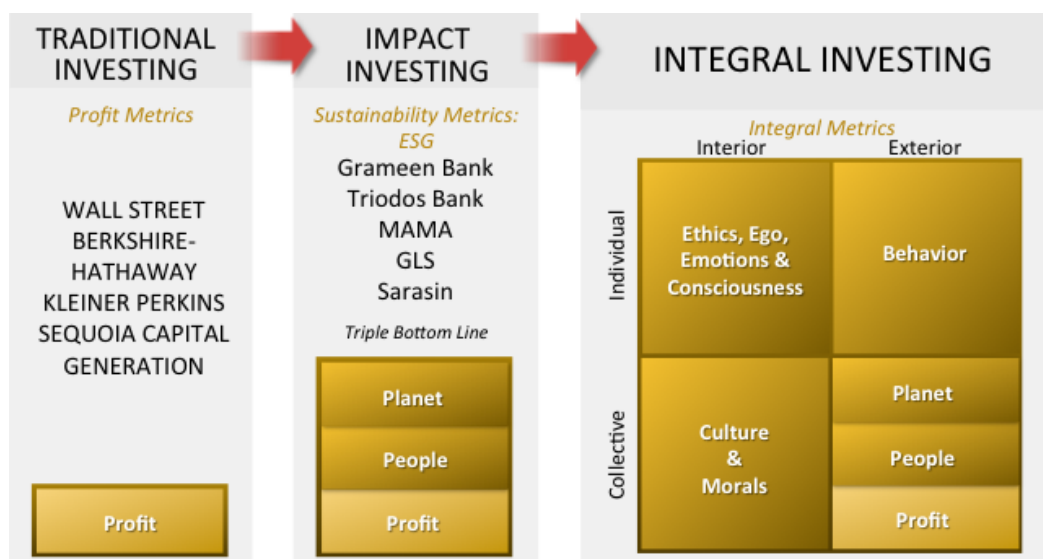 TRADITIONAL
INVESTING
Profit Metrics
WALL STREET
BERKSHIRE-
HATHAWAY
KLEINER PERKINS
SEQUOIA CAPITAL
GENERATION
Profit
IMPACT
INVESTING
Sustainability Metrics:
ESG
Grameen Bank
Triodos Bank
MAMA
GLS
Sarasin
Triple Bottom Line
Planet
People
Profit
INTEGRAL INVESTING
Integral Metrics
Interior
Exterior
Individual
Ethics, Ego,
Emotions &
Consciousness
Behavior
Collective
Culture
&
Morals
Planet
People
Profit